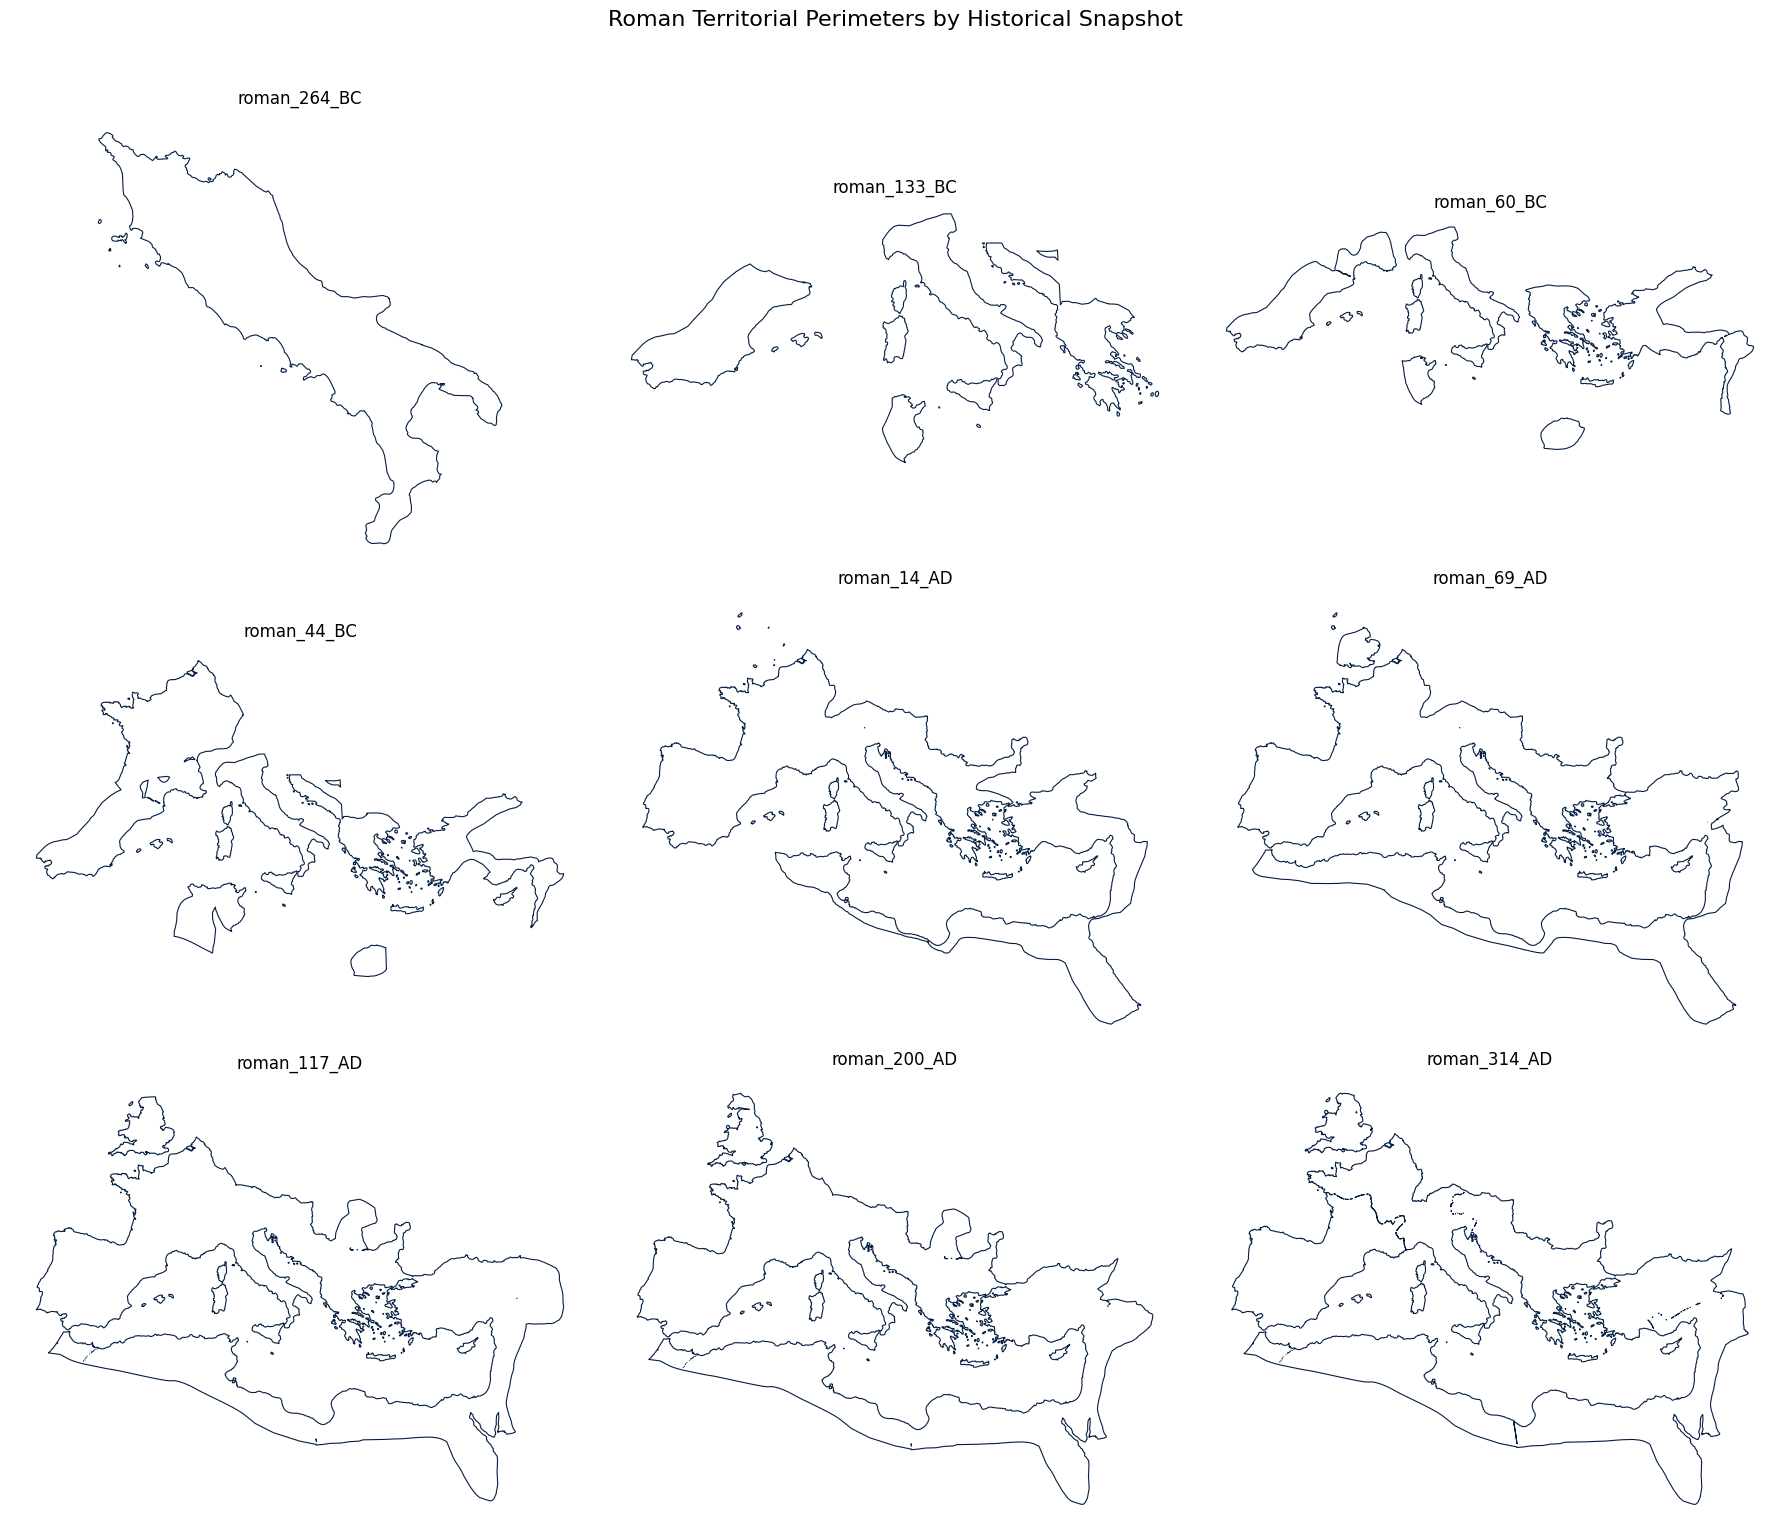 Roman Territorial Perimeters by Historical Snapshot
roman_264_BC
roman_133_BC
roman_60_BC
roman_44_BC
roman_14_AD
roman_69_AD
roman_117_AD
roman_200_AD
roman_314_AD